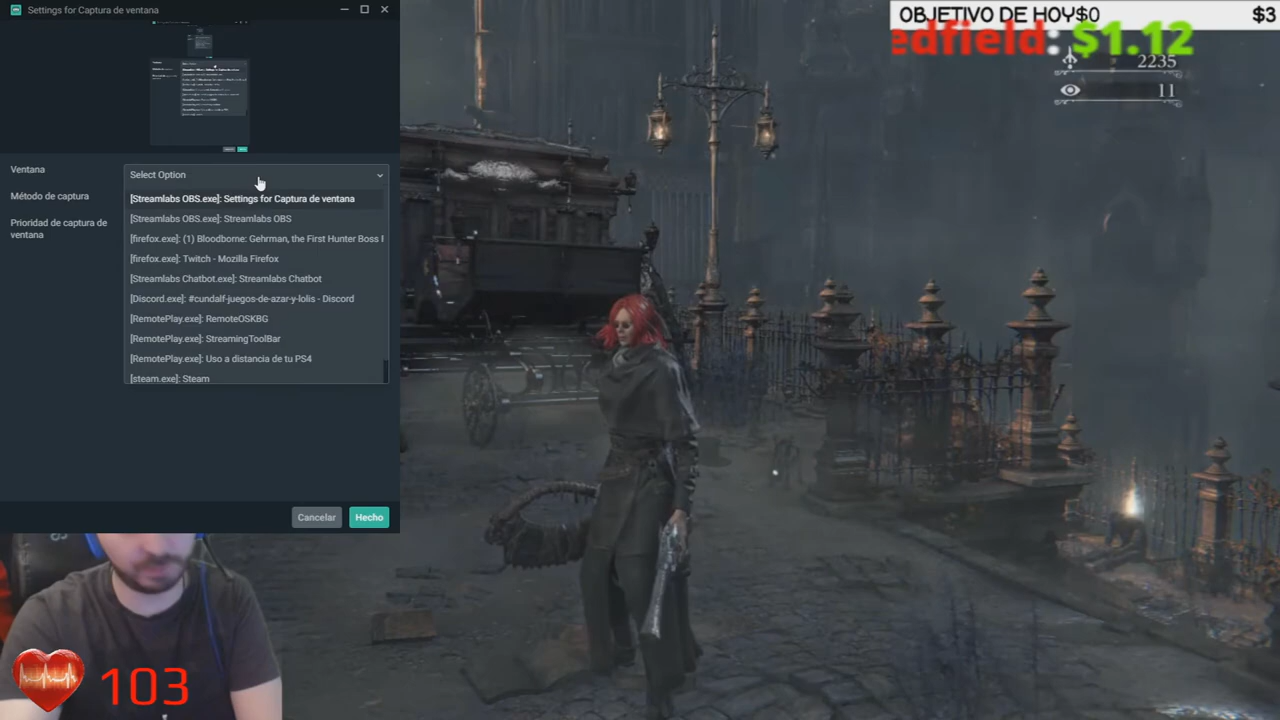 Settings for Captura de ventana
OBJETIVO DE HOY$0
$3
edfield: $1.12
2235
11
Ventana
Select Option
Método de captura
Prioridad de captura de
ventana
[Streamlabs OBS.exe]: Settings for Captura de ventana
[Streamlabs OBS.exe]: Streamlabs OBS
[firefox.exe]: (1) Bloodborne: Gehrman, the First Hunter Boss F
[firefox.exe]: Twitch - Mozilla Firefox
[Streamlabs Chatbot.exe]: Streamlabs Chatbot
[Discord.exe]: #cundalf-juegos-de-azar-y-lolis - Discord
[RemotePlay.exe]: RemoteOSKBG
[RemotePlay.exe]: StreamingToolBar
[RemotePlay.exe]: Uso a distancia de tu PS4
[steam.exe]: Steam
Cancelar
Hecho
103